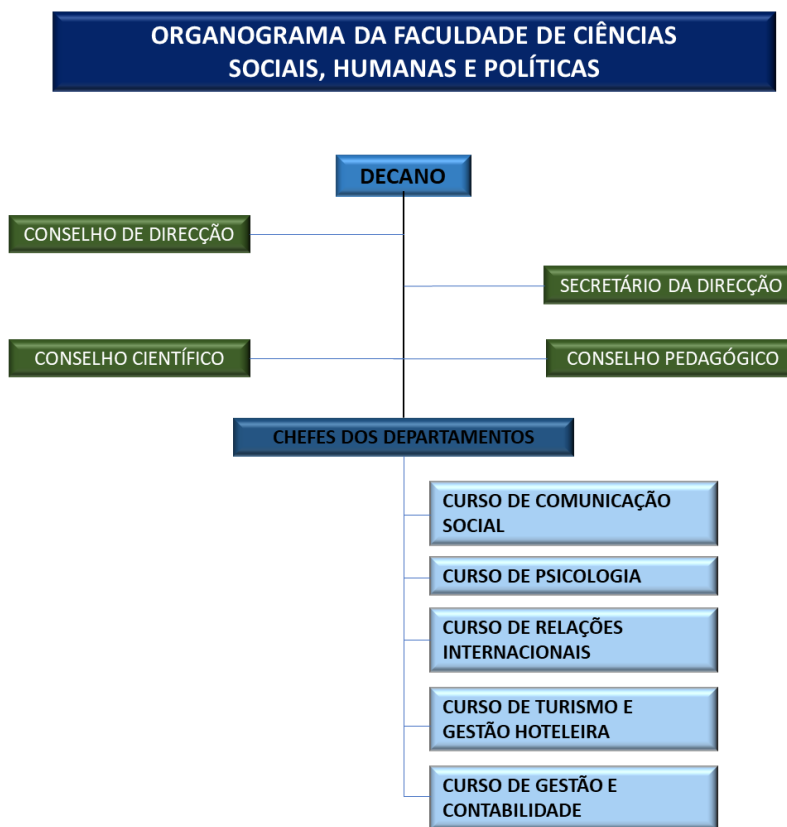 ORGANOGRAMA DA FACULDADE DE CIÊNCIAS
SOCIAIS, HUMANAS E POLÍTICAS
DECANO
CONSELHO DE DIRECÇÃO
SECRETÁRIO DA DIRECÇÃO
CONSELHO CIENTÍFICO
CONSELHO PEDAGÓGICO
CHEFES DOS DEPARTAMENTOS
CURSO DE COMUNICAÇÃO
SOCIAL
CURSO DE PSICOLOGIA
CURSO DE RELAÇÕES
INTERNACIONAIS
CURSO DE TURISMO E
GESTÃO HOTELEIRA
CURSO DE GESTÃO E
CONTABILIDADE